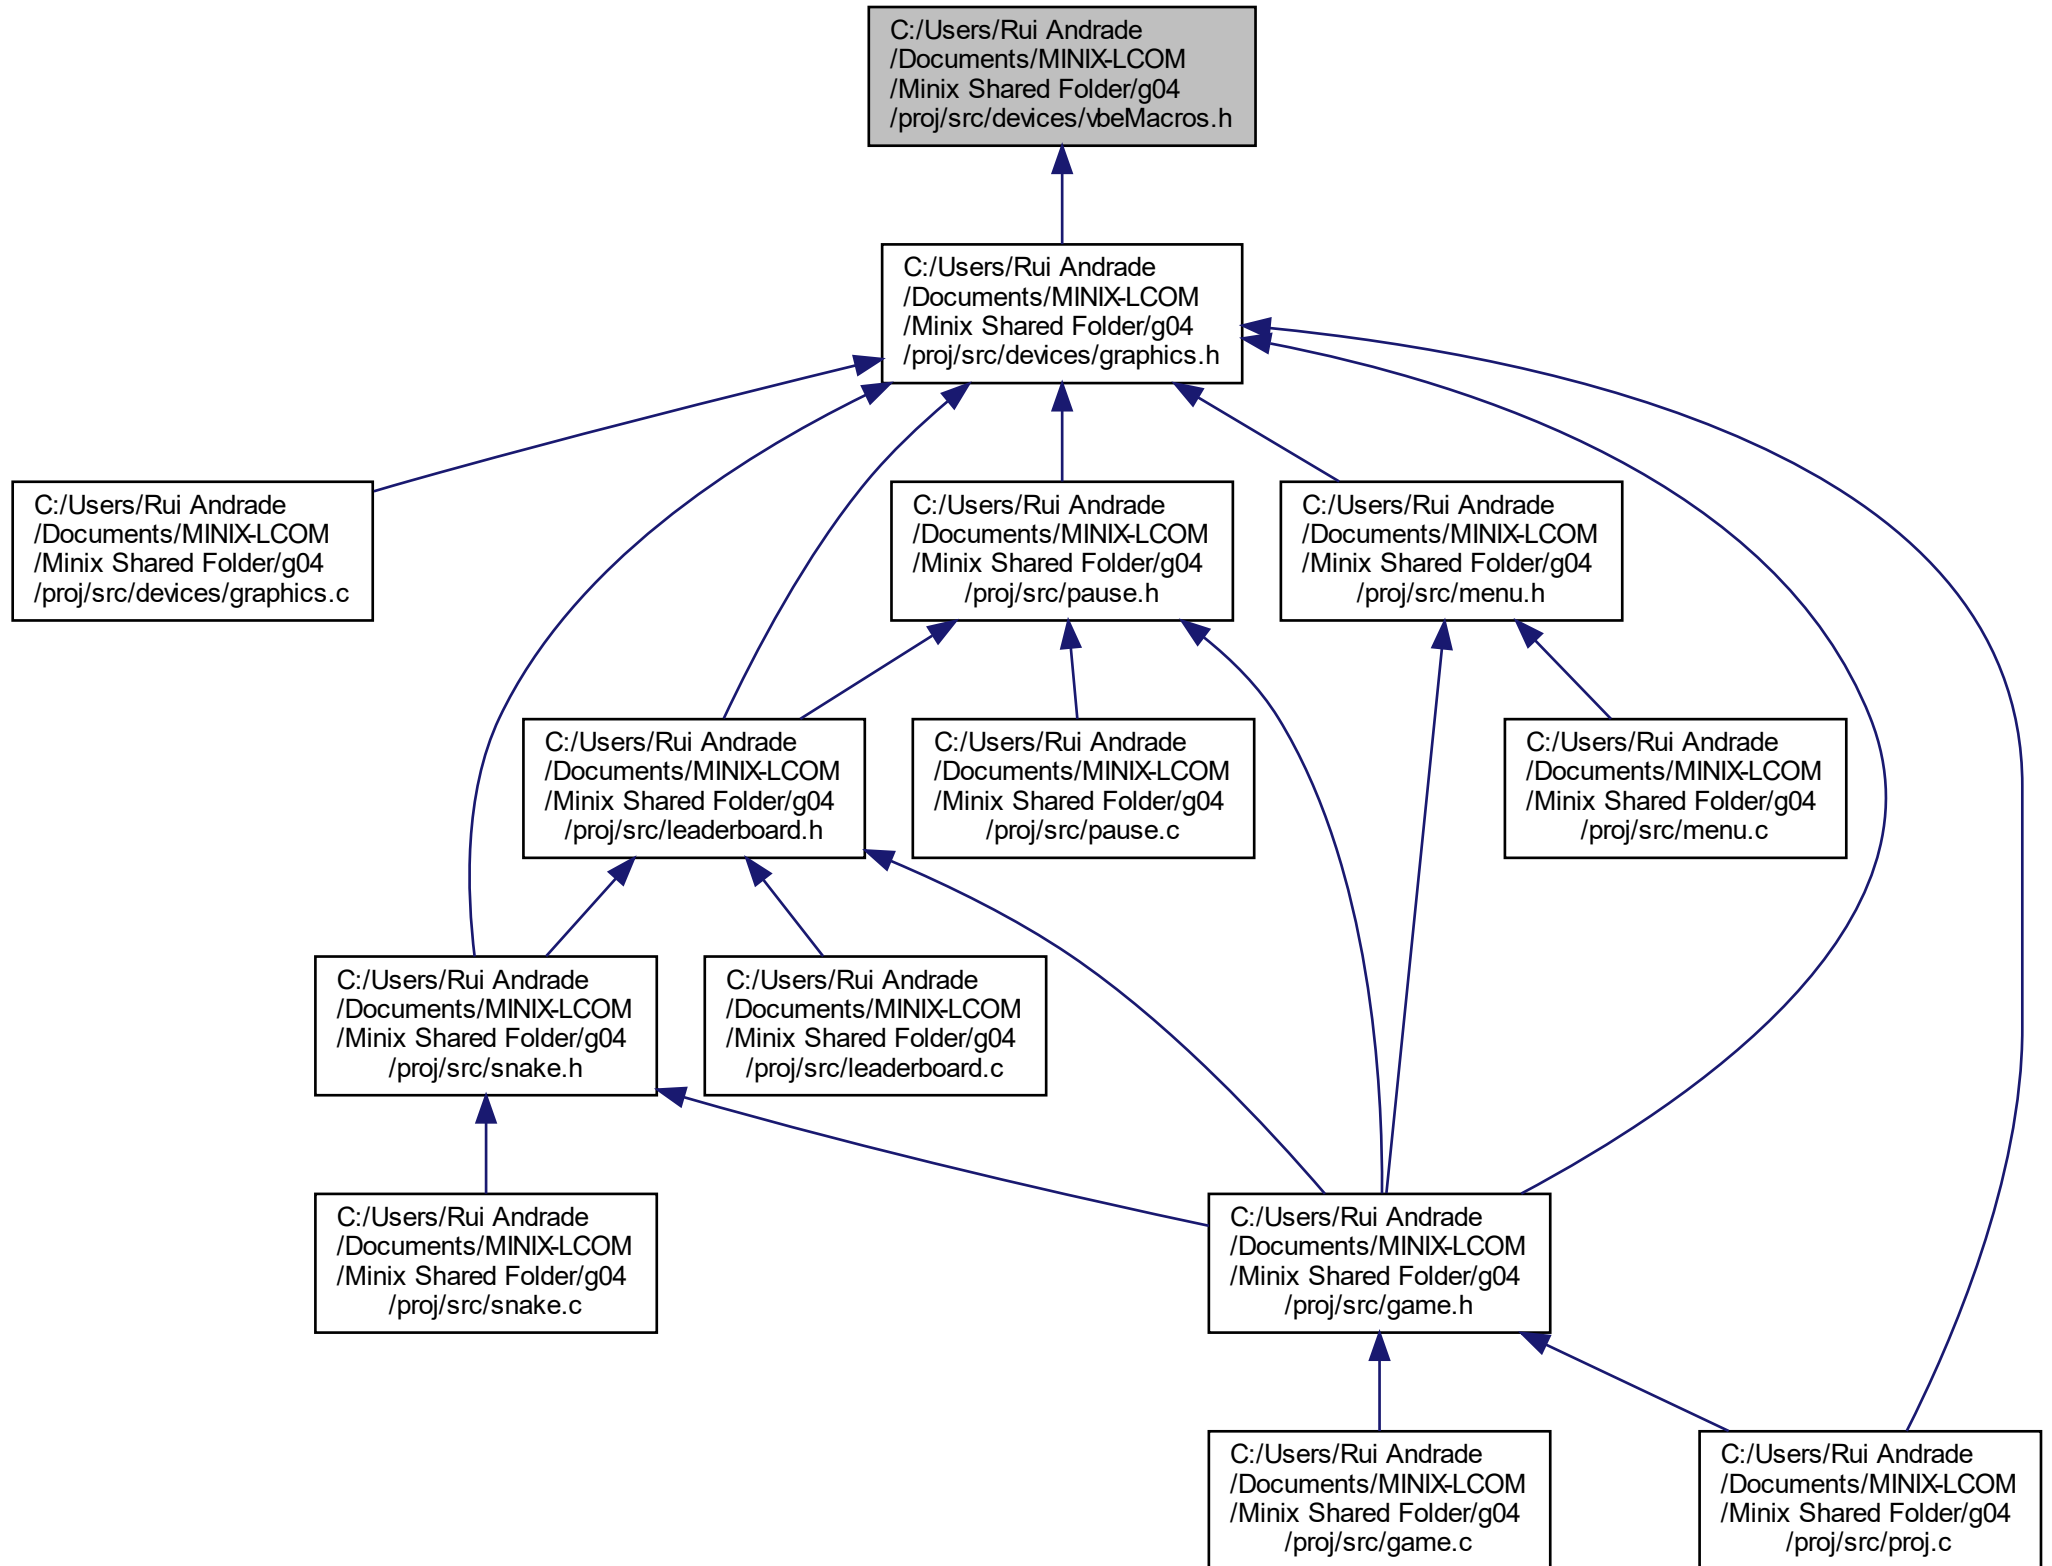 C:/Users/Rui Andrade
/Documents/MINIX-LCOM
/Minix Shared Folder/g04
/proj/src/devices/vbeMacros.h
C:/Users/Rui Andrade
/Documents/MINIX-LCOM
/Minix Shared Folder/g04
/proj/src/devices/graphics.h
C:/Users/Rui Andrade
/Documents/MINIX-LCOM
/Minix Shared Folder/g04
/proj/src/devices/graphics.c
C:/Users/Rui Andrade
/Documents/MINIX-LCOM
/Minix Shared Folder/g04
/proj/src/pause.h
C:/Users/Rui Andrade
/Documents/MINIX-LCOM
/Minix Shared Folder/g04
/proj/src/menu.h
C:/Users/Rui Andrade
/Documents/MINIX-LCOM
/Minix Shared Folder/g04
/proj/src/leaderboard.h
C:/Users/Rui Andrade
/Documents/MINIX-LCOM
/Minix Shared Folder/g04
/proj/src/pause.c
C:/Users/Rui Andrade
/Documents/MINIX-LCOM
/Minix Shared Folder/g04
/proj/src/menu.c
C:/Users/Rui Andrade
/Documents/MINIX-LCOM
/Minix Shared Folder/g04
/proj/src/snake.h
C:/Users/Rui Andrade
/Documents/MINIX-LCOM
/Minix Shared Folder/g04
/proj/src/leaderboard.c
C:/Users/Rui Andrade
/Documents/MINIX-LCOM
/Minix Shared Folder/g04
/proj/src/snake.c
C:/Users/Rui Andrade
/Documents/MINIX-LCOM
/Minix Shared Folder/g04
/proj/src/game.h
C:/Users/Rui Andrade
/Documents/MINIX-LCOM
/Minix Shared Folder/g04
/proj/src/game.c
C:/Users/Rui Andrade
/Documents/MINIX-LCOM
/Minix Shared Folder/g04
/proj/src/proj.c